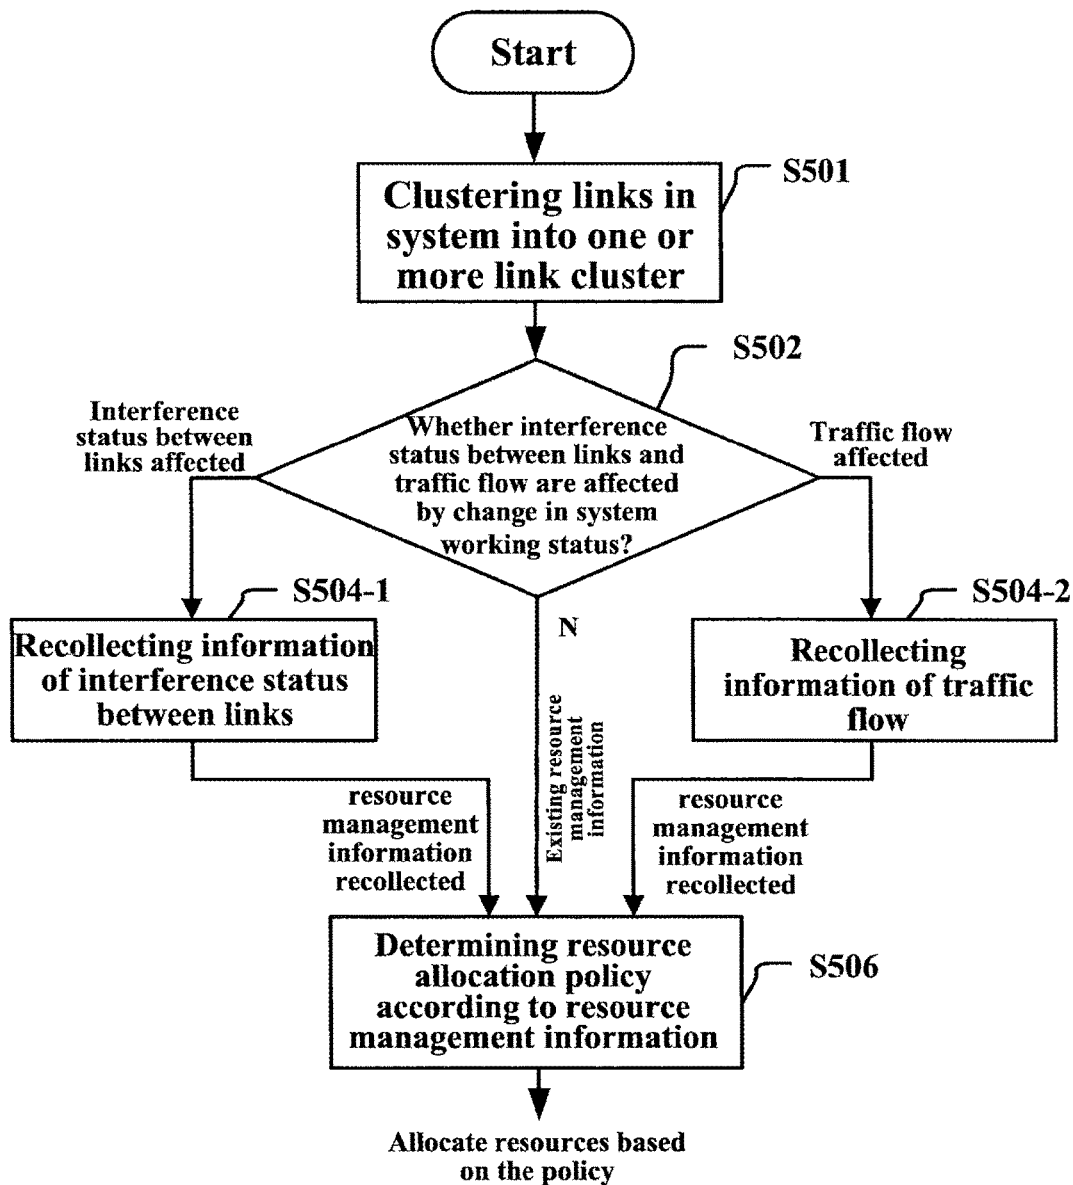 Start
S501
Clustering links in
system into one or
more link cluster
S502
Interference
status between
links affected
Whether interference
status between links and
traffic flow are affected
by change in system
working status?
Traffic flow
affected
S504-1
Recollecting information
of interference status
between links
N
S504-2
Recollecting
information of traffic
flow
resource
management
information
recollected
Existing resource
management
information
resource
management
information
recollected
Determining resource
allocation policy
according to resource
management information
S506
Allocate resources based
on the policy